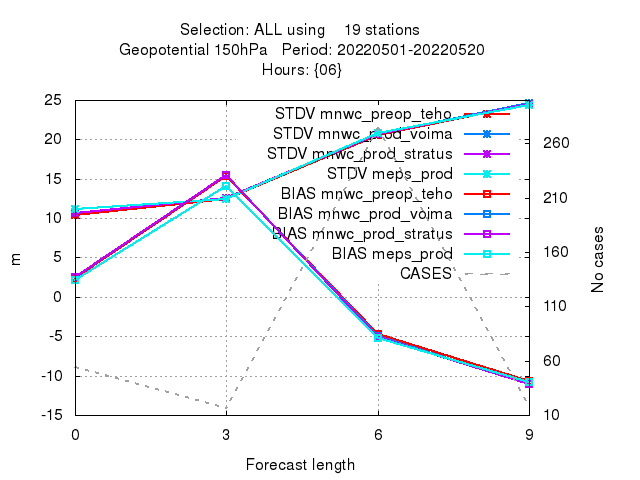 Selection: ALL using 19 stations
Geopotential 150hPa Period: 20220501-20220520
Hours: {06}
25
20
15
10
5
0
-5
-10
-15
m
STDV mnwc_preop_teho
STDV mnwc_prod_voima
STDV mnwc_prod_stratus
STDV meps_prod
BIAS mnwc_preop_teho
BIAS mnwc_prod_voima
BIAS mnwc_prod_stratus
BIAS meps_prod
CASES
260
210
160
110
60
10
No cases
0 3 6 9
Forecast length